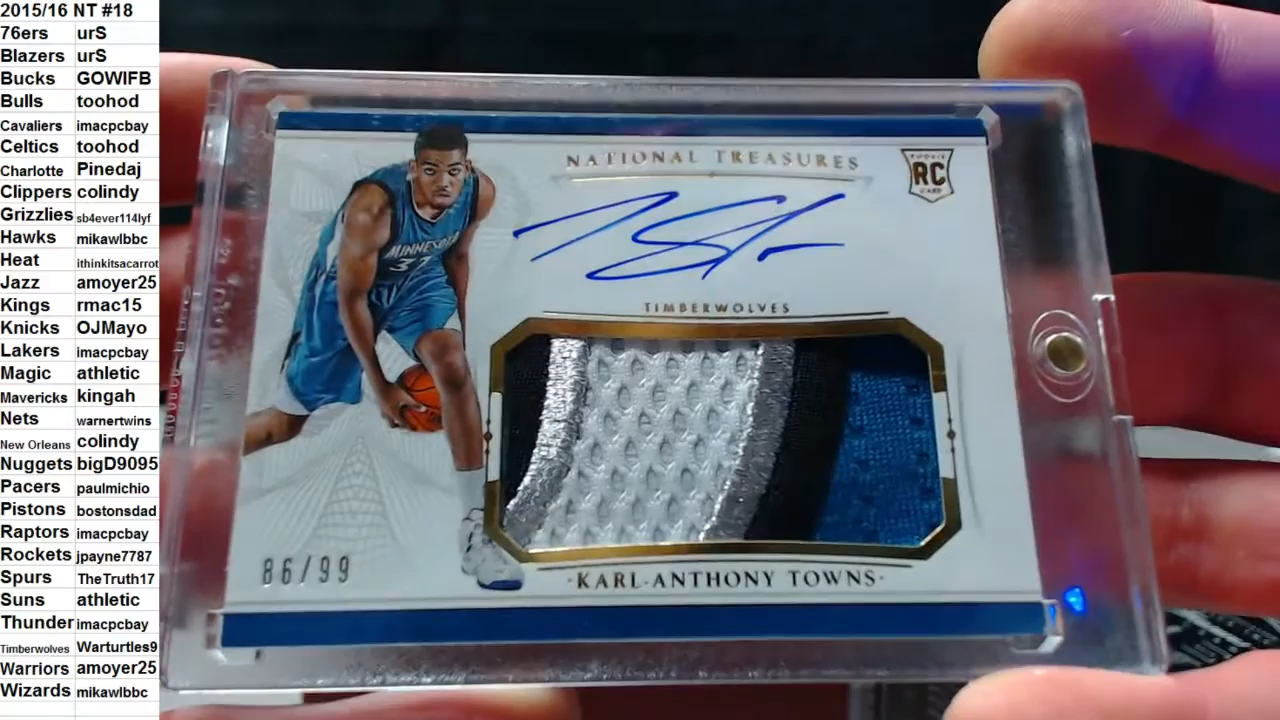 2015/16 NT #18
76ers urS
Blazers urS
Bucks GOWIFB
Bulls toohod
Cavaliers imacpcbay
Celtics toohod
Charlotte Pinedaj
Clippers colindy
Grizzlies sb4ever114lyf
Hawks mikawlbbc
Heat ithinkitsacarrot
Jazz amoyer25
Kings rmac15
Knicks OJMayo
Lakers imacpcbay
Magic athletic
Mavericks kingah
Nets warnertwins
New Orleans colindy
Nuggets bigD9095
Pacers paulmichio
Pistons bostonsdad
Raptors imacpcbay
Rockets jpayne7787
Spurs TheTruth17
Suns athletic
Thunder imacpcbay
Timberwolves Warturtles9
Warriors amoyer25
Wizards mikawlbbc
NATIONAL TREASURES
ROOKIE
RC
CARD
MINNESOTA
32
TIMBERWOLVES
86/99
·KARL-ANTHONY TOWNS·